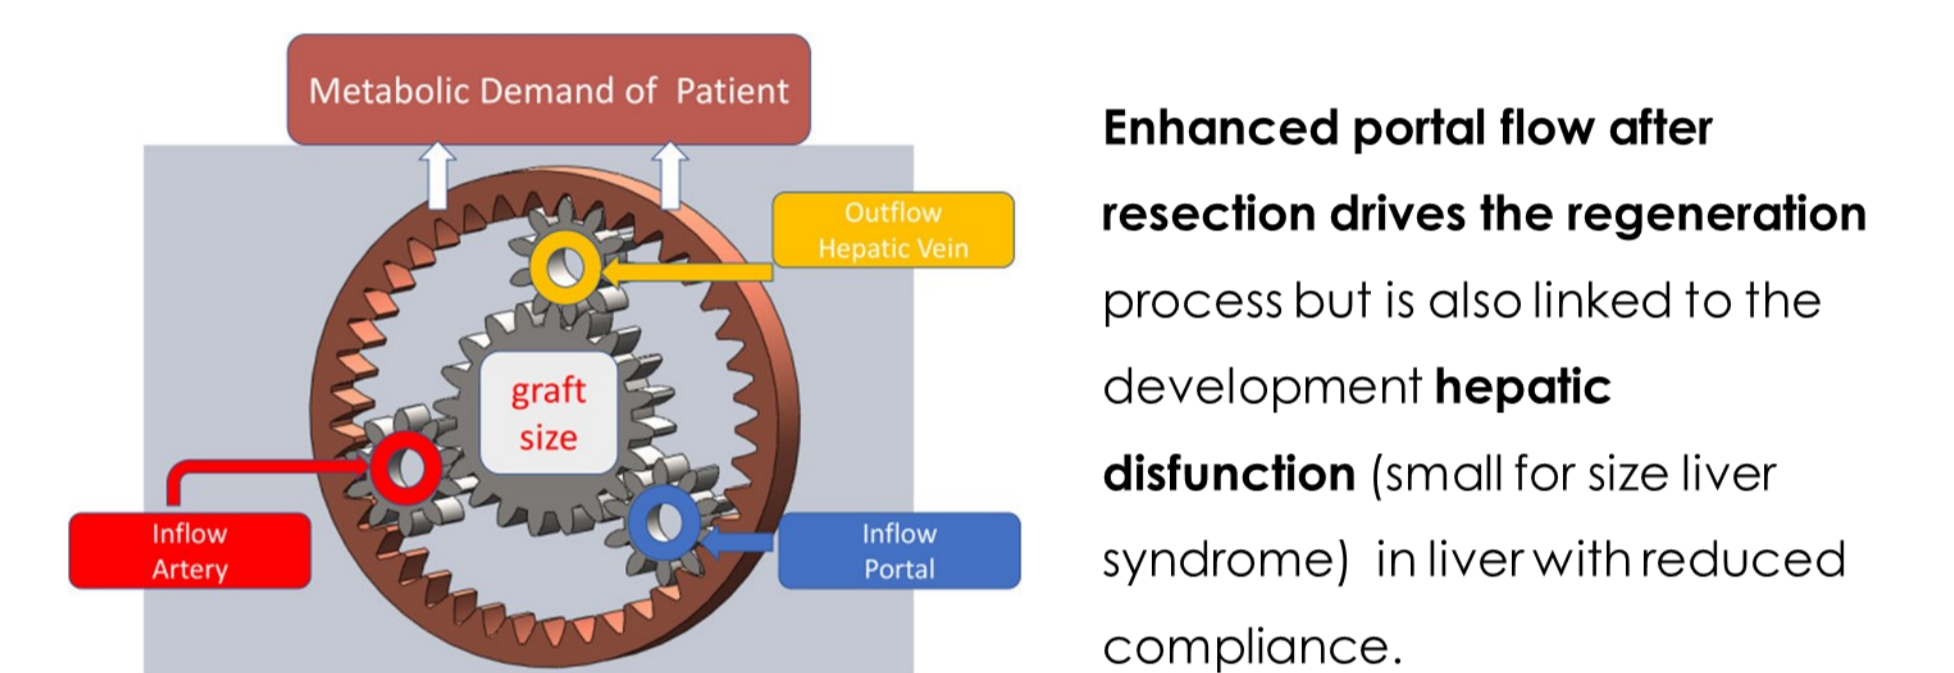 Metabolic Demand of Patient
Outflow
Hepatic Vein
graft
size
Inflow
Artery
Inflow
Portal
Enhanced portal flow after
resection drives the regeneration
process but is also linked to the
development hepatic
disfunction (small for size liver
syndrome) in liver with reduced
compliance.